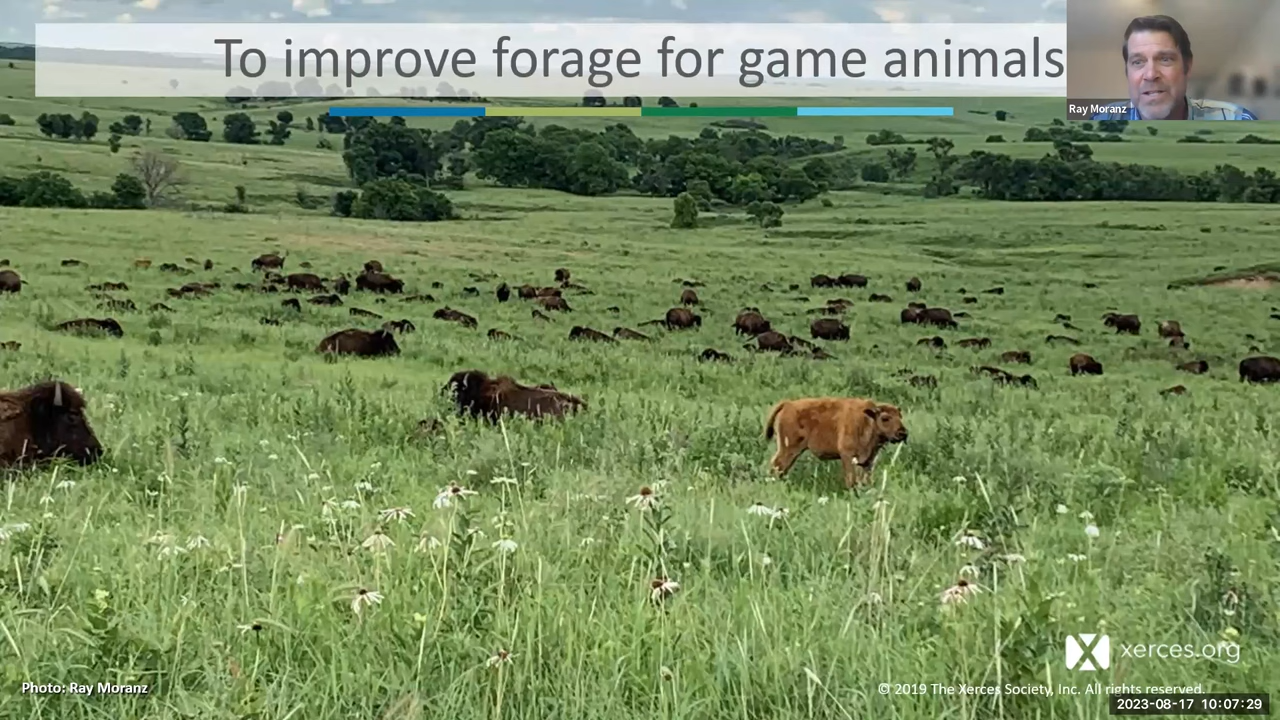 To improve forage for game animals
Ray Moranz
xerces.org
Photo: Ray Moranz
© 2019 The Xerces Society, Inc. All rights reserved.
2023-08-17 10:07:29